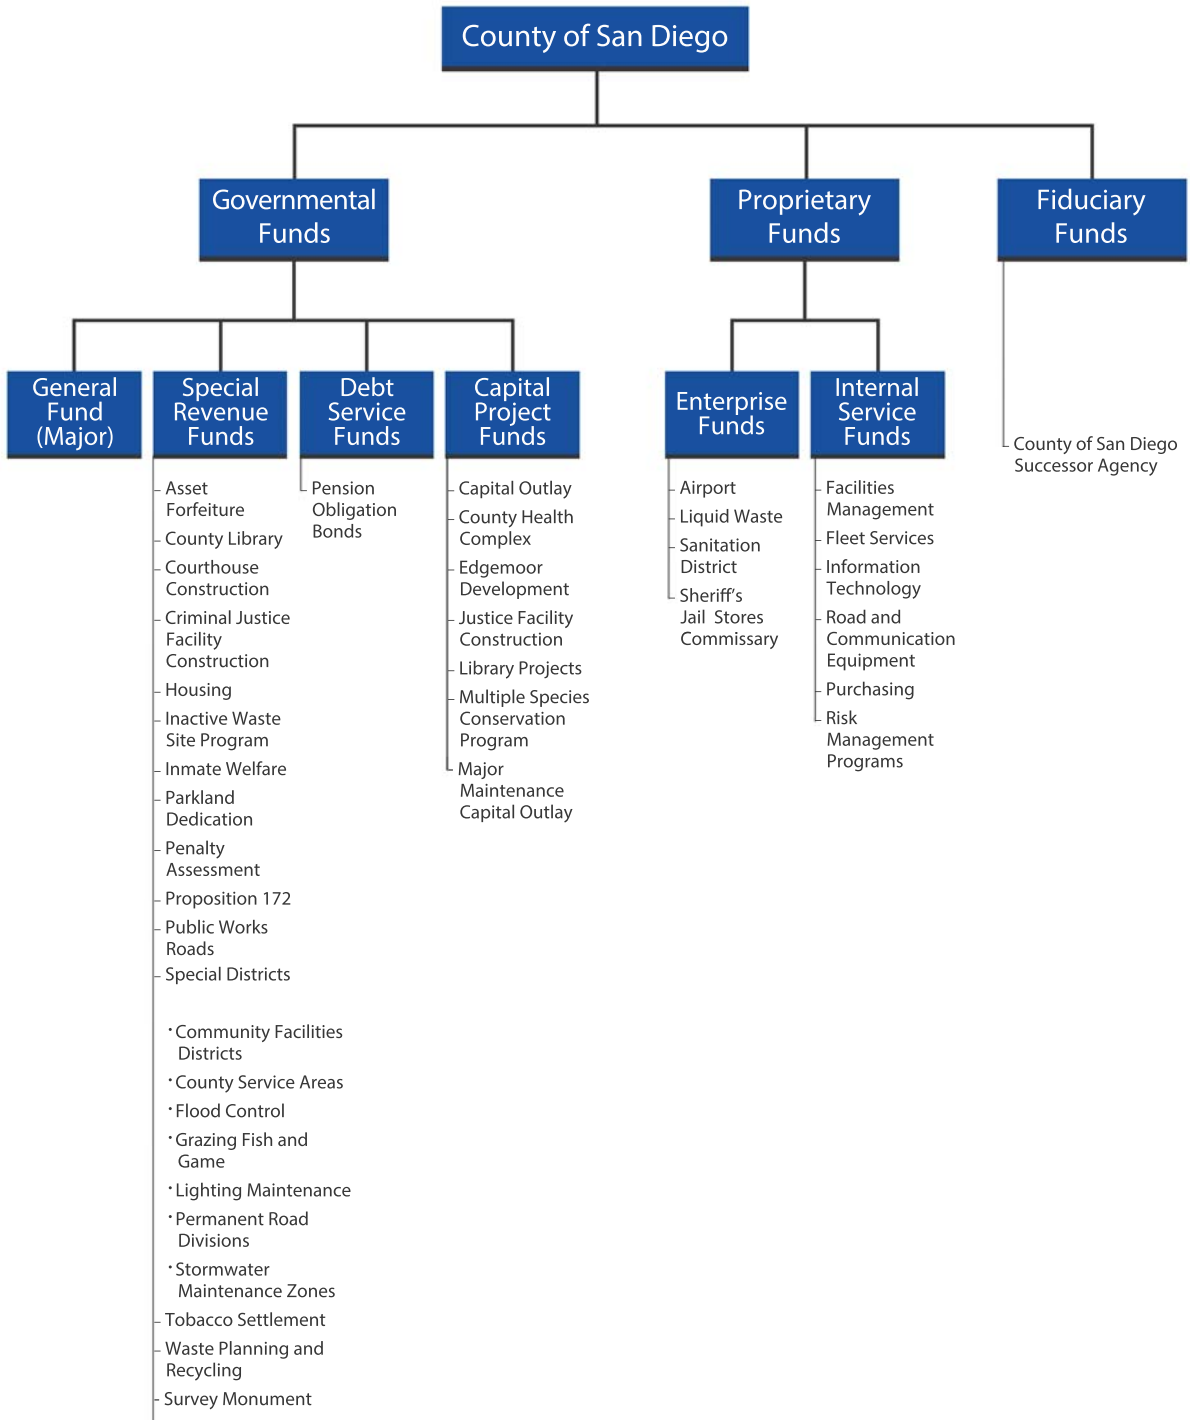 County of San Diego
Governmental
Funds
Proprietary
Funds
Fiduciary
Funds
General
Fund
(Major)
Special
Revenue
Funds
Debt
Service
Funds
Capital
Project
Funds
Enterprise
Funds
Internal
Service
Funds
County of San Diego
Successor Agency
Asset
Forfeiture
County Library
Courthouse
Construction
Criminal Justice
Facility
Construction
Housing
Inactive Waste
Site Program
Inmate Welfare
Parkland
Dedication
Penalty
Assessment
Proposition 172
Public Works
Roads
Special Districts
· Community Facilities
Districts
· County Service Areas
· Flood Control
· Grazing Fish and
Game
· Lighting Maintenance
· Permanent Road
Divisions
· Stormwater
Maintenance Zones
Tobacco Settlement
Waste Planning and
Recycling
Survey Monument
Pension
Obligation
Bonds
Capital Outlay
County Health
Complex
Edgemoor
Development
Justice Facility
Construction
Library Projects
Multiple Species
Conservation
Program
Major
Maintenance
Capital Outlay
Airport
Liquid Waste
Sanitation
District
Sheriff’s
Jail Stores
Commissary
Facilities
Management
Fleet Services
Information
Technology
Road and
Communication
Equipment
Purchasing
Risk
Management
Programs